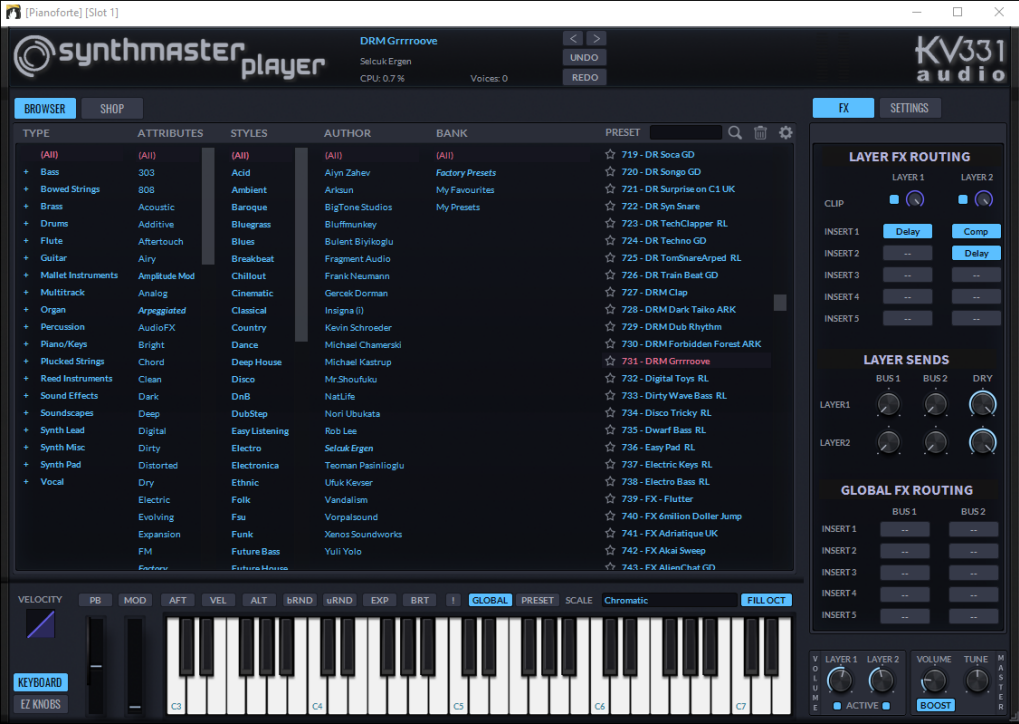 [Pianoforte] [Slot 1]
synthmaster player
DRM Grrrroove
Selcuk Ergen
CPU: 0.7 %
Voices: 0
< >
UNDO
REDO
KV331 audio
BROWSER SHOP
FX SETTINGS
TYPE ATTRIBUTES STYLES AUTHOR BANK PRESET
(All)
+ Bass
+ Bowed Strings
+ Brass
+ Drums
+ Flute
+ Guitar
+ Mallet Instruments
+ Multitrack
+ Organ
+ Percussion
+ Piano/Keys
+ Plucked Strings
+ Reed Instruments
+ Sound Effects
+ Soundscapes
+ Synth Lead
+ Synth Misc
+ Synth Pad
+ Vocal
(All)
303
808
Acoustic
Additive
Aftertouch
Airy
Amplitude Mod
Analog
Arpeggiated
AudioFX
Bright
Chord
Clean
Dark
Deep
Digital
Dirty
Distorted
Dry
Electric
Evolving
Expansion
FM
Factory
(All)
Acid
Ambient
Baroque
Bluegrass
Blues
Breakbeat
Chillout
Cinematic
Classical
Country
Dance
Deep House
Disco
DnB
DubStep
Easy Listening
Electro
Electronica
Ethnic
Folk
Fsu
Funk
Future Bass
Future House
(All)
Aiyn Zahev
Arksun
BigTone Studios
Bluffmunkey
Bulent Biyikoglu
Fragment Audio
Frank Neumann
Gercek Dorman
Insigna (i)
Kevin Schroeder
Michael Chamerski
Michael Kastrup
Mr.Shoufuku
NatLife
Nori Ubukata
Rob Lee
Selcuk Ergen
Teoman Pasinlioglu
Ufuk Kevser
Vandalism
Vorpalsound
Xenos Soundworks
Yuli Yolo
(All)
Factory Presets
My Favourites
My Presets
719 - DR Soca GD
720 - DR Songo GD
721 - DR Surprise on C1 UK
722 - DR Syn Snare
723 - DR TechClapper RL
724 - DR Techno GD
725 - DR TomSnareArped RL
726 - DR Train Beat GD
727 - DRM Clap
728 - DRM Dark Taiko ARK
729 - DRM Dub Rhythm
730 - DRM Forbidden Forest ARK
731 - DRM Grrrroove
732 - Digital Toys RL
733 - Dirty Wave Bass RL
734 - Disco Tricky RL
735 - Dwarf Bass RL
736 - Easy Pad RL
737 - Electric Keys RL
738 - Electro Bass RL
739 - FX - Flutter
740 - FX 6milion Doller Jump
741 - FX Adriatique UK
742 - FX Akai Sweep
743 - FX AlienChat GD
LAYER FX ROUTING
LAYER 1 LAYER 2
CLIP
INSERT 1 Delay Comp
INSERT 2 -- Delay
INSERT 3 -- --
INSERT 4 -- --
INSERT 5 -- --
LAYER SENDS
BUS 1 BUS 2 DRY
LAYER1
LAYER2
GLOBAL FX ROUTING
BUS 1 BUS 2
INSERT 1 -- --
INSERT 2 -- --
INSERT 3 -- --
INSERT 4 -- --
INSERT 5 -- --
VELOCITY PB MOD AFT VEL ALT bRND uRND EXP BRT ! GLOBAL PRESET SCALE Chromatic FILL OCT
KEYBOARD
EZ KNOBS
C3 C4 C5 C6 C7
VOLUME
LAYER 1 LAYER 2
ACTIVE
VOLUME TUNE
BOOST
MASTER